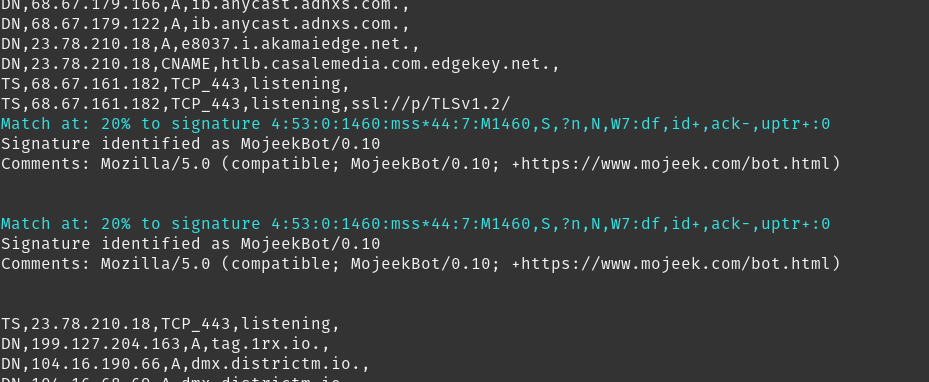 DN,68.67.179.166,A,ib.anycast.adnxs.com.,
DN,68.67.179.122,A,ib.anycast.adnxs.com.,
DN,23.78.210.18,A,e8037.i.akamaiedge.net.,
DN,23.78.210.18,CNAME,htlb.casalemedia.com.edgekey.net.,
TS,68.67.161.182,TCP_443,listening,
TS,68.67.161.182,TCP_443,listening,ssl://p/TLSv1.2/
Match at: 20% to signature 4:53:0:1460:mss*44:7:M1460,S,?n,N,W7:df,id+,ack-,uptr+:0
Signature identified as MojeekBot/0.10
Comments: Mozilla/5.0 (compatible; MojeekBot/0.10; +https://www.mojeek.com/bot.html)
Match at: 20% to signature 4:53:0:1460:mss*44:7:M1460,S,?n,N,W7:df,id+,ack-,uptr+:0
Signature identified as MojeekBot/0.10
Comments: Mozilla/5.0 (compatible; MojeekBot/0.10; +https://www.mojeek.com/bot.html)
TS,23.78.210.18,TCP_443,listening,
DN,199.127.204.163,A,tag.1rx.io.,
DN,104.16.190.66,A,dmx.districtm.io.,